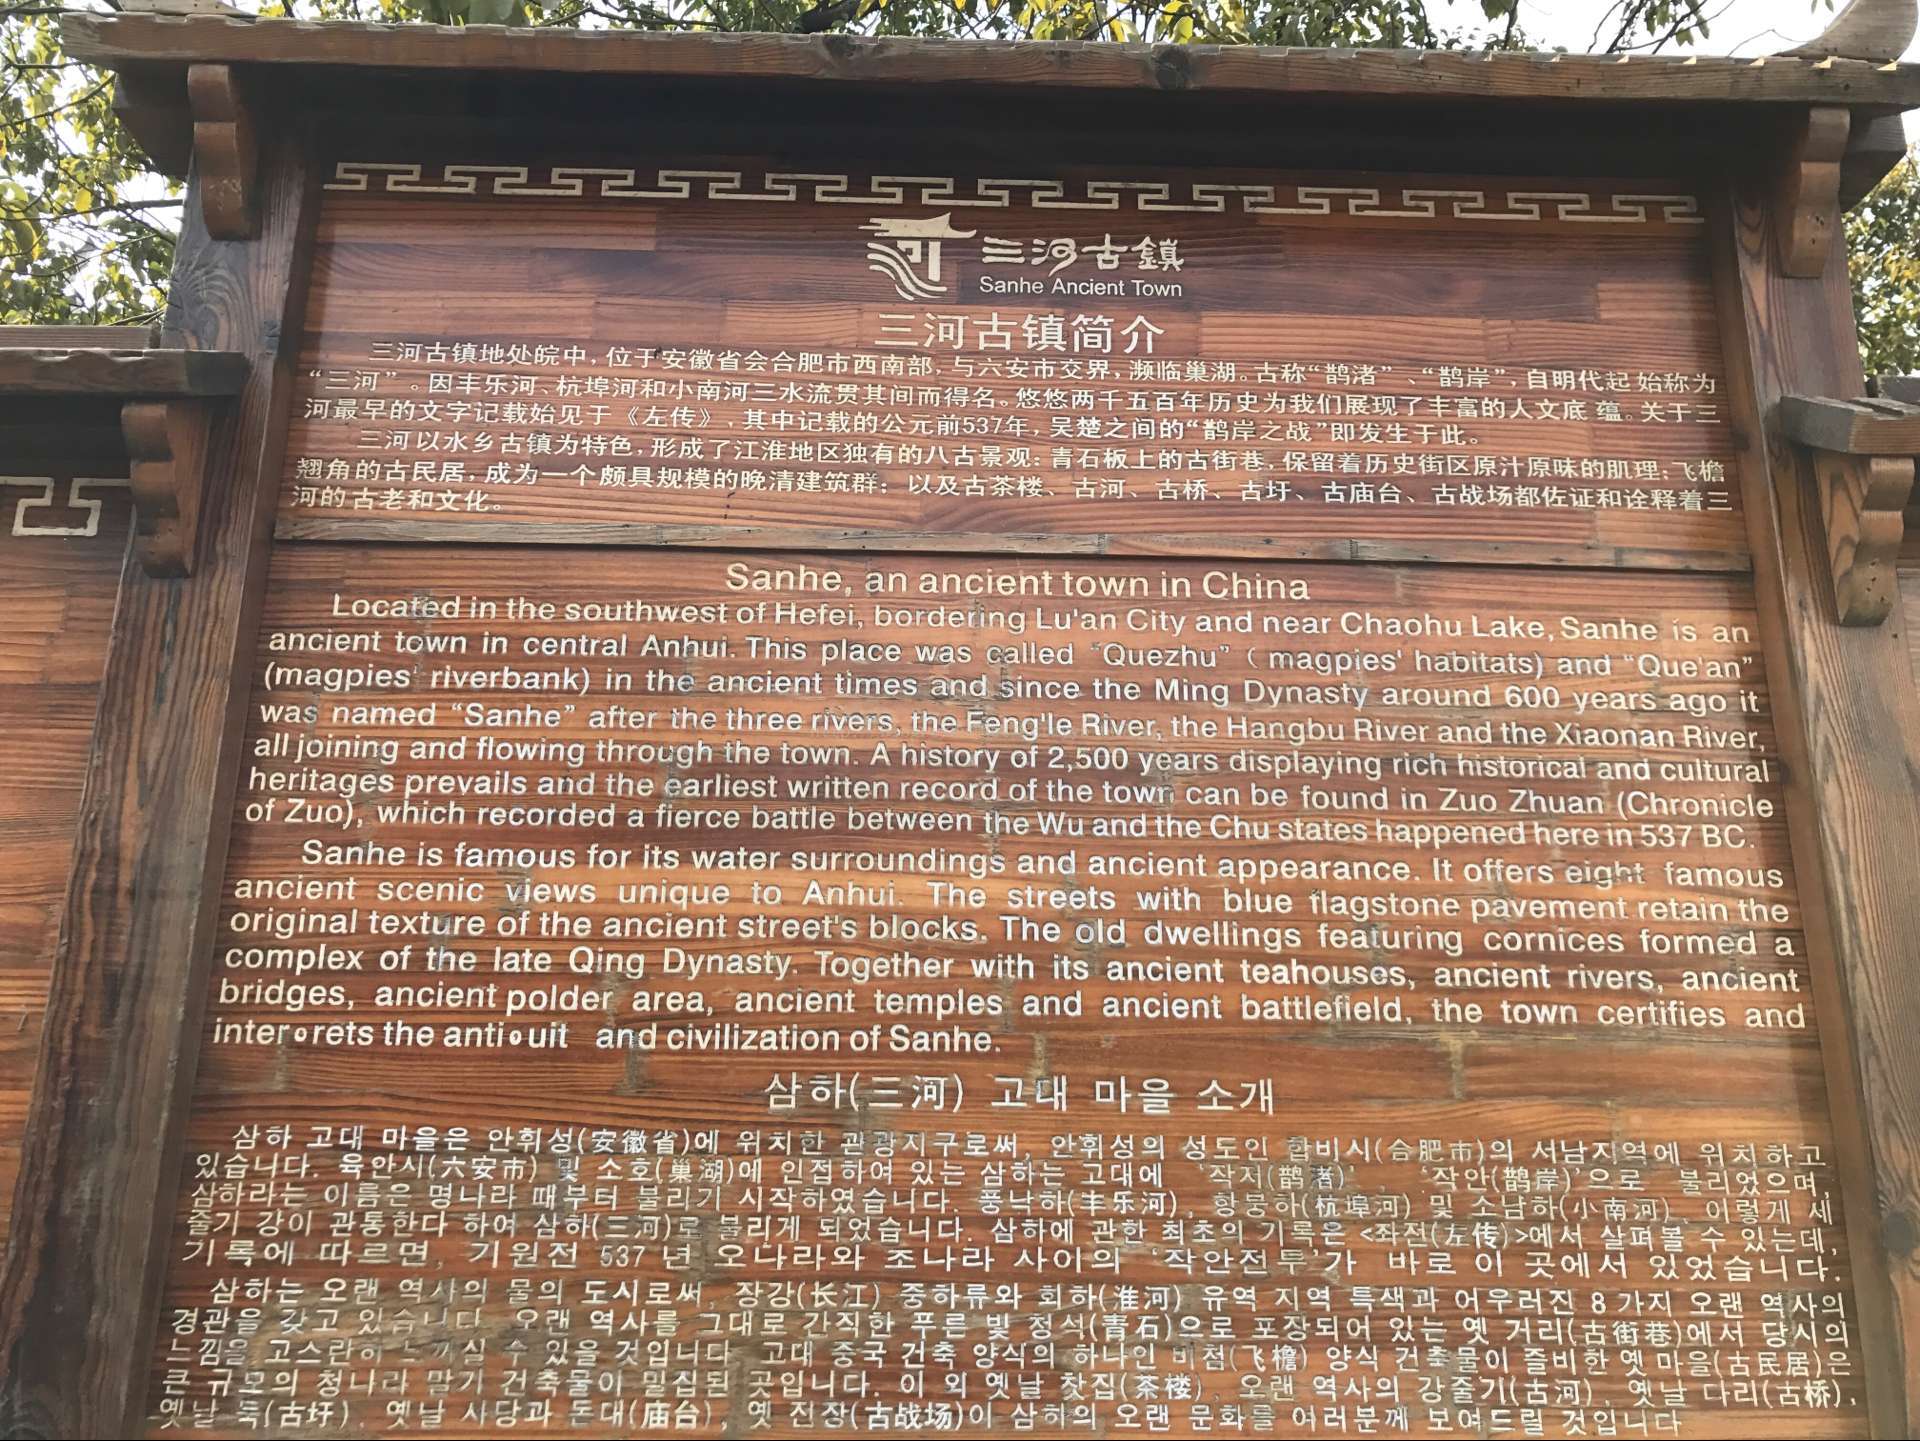 三河古鎮
Sanhe Ancient Town
三河古镇简介
三河古镇地处皖中，位于安徽省会合肥市西南部，与六安市交界，濒临巢湖。古称“鹊渚”、“鹊岸”，自明代起始称为
“三河”。因丰乐河、杭埠河和小南河三水流贯其间而得名。悠悠两千五百年历史为我们展现了丰富的人文底蕴。关于三
河最早的文字记载始见于《左传》，其中记载的公元前537年，吴楚之间的“鹊岸之战”即发生于此。
三河以水乡古镇为特色，形成了江淮地区独有的八古景观：青石板上的古街巷，保留着历史街区原汁原味的肌理；飞檐
翘角的古民居，成为一个颇具规模的晚清建筑群；以及古茶楼、古河、古桥、古圩、古庙台、古战场都佐证和诠释着三
河的古老和文化。
Sanhe, an ancient town in China
Located in the southwest of Hefei, bordering Lu'an City and near Chaohu Lake, Sanhe is an
ancient town in central Anhui. This place was called “Quezhu” ( magpies' habitats) and “Que'an”
(magpies' riverbank) in the ancient times and since the Ming Dynasty around 600 years ago it
was named “Sanhe” after the three rivers, the Feng'le River, the Hangbu River and the Xiaonan River,
all joining and flowing through the town. A history of 2,500 years displaying rich historical and cultural
heritages prevails and the earliest written record of the town can be found in Zuo Zhuan (Chronicle
of Zuo), which recorded a fierce battle between the Wu and the Chu states happened here in 537 BC.
Sanhe is famous for its water surroundings and ancient appearance. It offers eight famous
ancient scenic views unique to Anhui. The streets with blue flagstone pavement retain the
original texture of the ancient street's blocks. The old dwellings featuring cornices formed a
complex of the late Qing Dynasty. Together with its ancient teahouses, ancient rivers, ancient
bridges, ancient polder area, ancient temples and ancient battlefield, the town certifies and
interprets the antiquit and civilization of Sanhe.
삼하(三河) 고대 마을 소개
삼하 고대 마을은 안휘성(安徽省)에 위치한 관광지구로써, 안휘성의 성도인 합비시(合肥市)의 서남지역에 위치하고
있습니다. 육안시(六安市) 및 소호(巢湖)에 인접하여 있는 삼하는 고대에 ‘작저(鹊渚)’, ‘작안(鹊岸)’으로 불리었으며,
삼하라는 이름은 명나라 때부터 불리기 시작하였습니다. 풍낙하(丰乐河), 항붕하(杭埠河) 및 소남하(小南河), 이렇게 세
줄기 강이 관통한다 하여 삼하(三河)로 불리게 되었습니다. 삼하에 관한 최초의 기록은 <좌전(左传)>에서 살펴볼 수 있는데,
기록에 따르면, 기원전 537 년 오나라와 초나라 사이의 ‘작안전투’가 바로 이 곳에서 있었습니다.
삼하는 오랜 역사의 물의 도시로써, 장강(长江) 중하류와 회하(淮河) 유역 지역 특색과 어우러진 8 가지 오랜 역사의
경관을 갖고 있습니다. 오랜 역사를 그대로 간직한 푸른 빛 청석(青石)으로 포장되어 있는 옛 거리(古街巷)에서 당시의
느낌을 고스란히 느끼실 수 있을 것입니다. 고대 중국 건축 양식의 하나인 비첨(飞檐) 양식 건축물이 즐비한 옛 마을(古民居)은
큰 규모의 청나라 말기 건축물이 밀집된 곳입니다. 이 외 옛날 찻집(茶楼), 오랜 역사의 강줄기(古河), 옛날 다리(古桥),
옛날 둑(古圩), 옛날 사당과 돈대(庙台), 옛 전장(古战场)이 삼하의 오랜 문화를 여러분께 보여드릴 것입니다